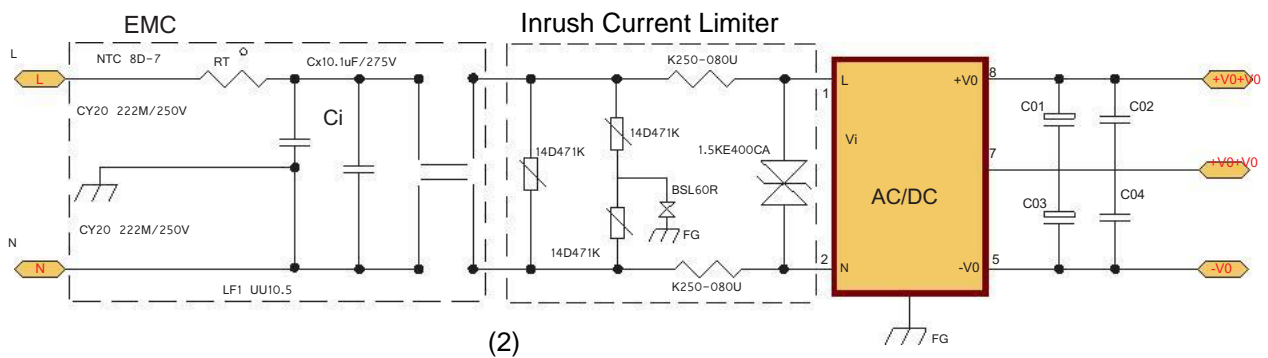 EMC
Inrush Current Limiter
L
NTC 8D-7
RT
Cx10.1uF/275V
K250-080U
L
L
+V0
8
+V0+V0
1
CY20 222M/250V
Ci
C01
C02
14D471K
14D471K
1.5KE400CA
Vi
7
+V0+V0
BSL60R
AC/DC
C03
C04
FG
N
CY20 222M/250V
14D471K
N
2
N
-V0
5
-V0
LF1 UU10.5
K250-080U
FG
(2)